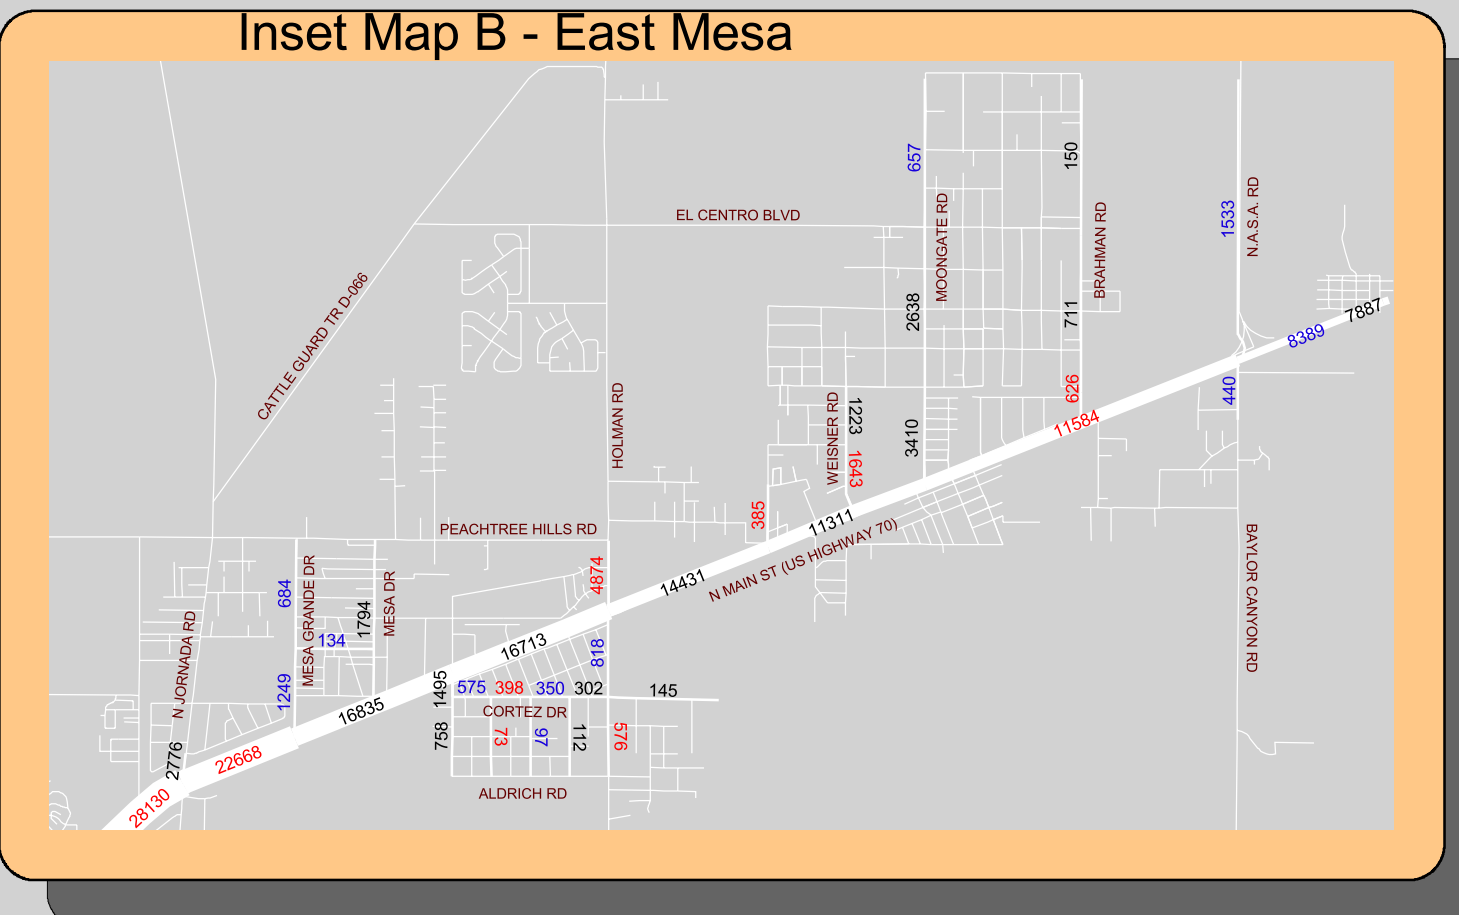 Inset Map B - East Mesa
657
150
EL CENTRO BLVD
MOONGATE RD
BRAHMAN RD
1533
N.A.S.A. RD
CATTLE GUARD TR D-066
2638
711
7887
8389
HOLMAN RD
WEISNER RD
1223
3410
626
440
11584
1643
385
11311
PEACHTREE HILLS RD
N MAIN ST (US HIGHWAY 70)
BAYLOR CANYON RD
4874
14431
684
MESA GRANDE DR
MESA DR
1794
134
N JORNADA RD
16713
818
1249
1495
575
398
350
302
145
16835
CORTEZ DR
758
73
97
112
576
2776
22668
ALDRICH RD
28130